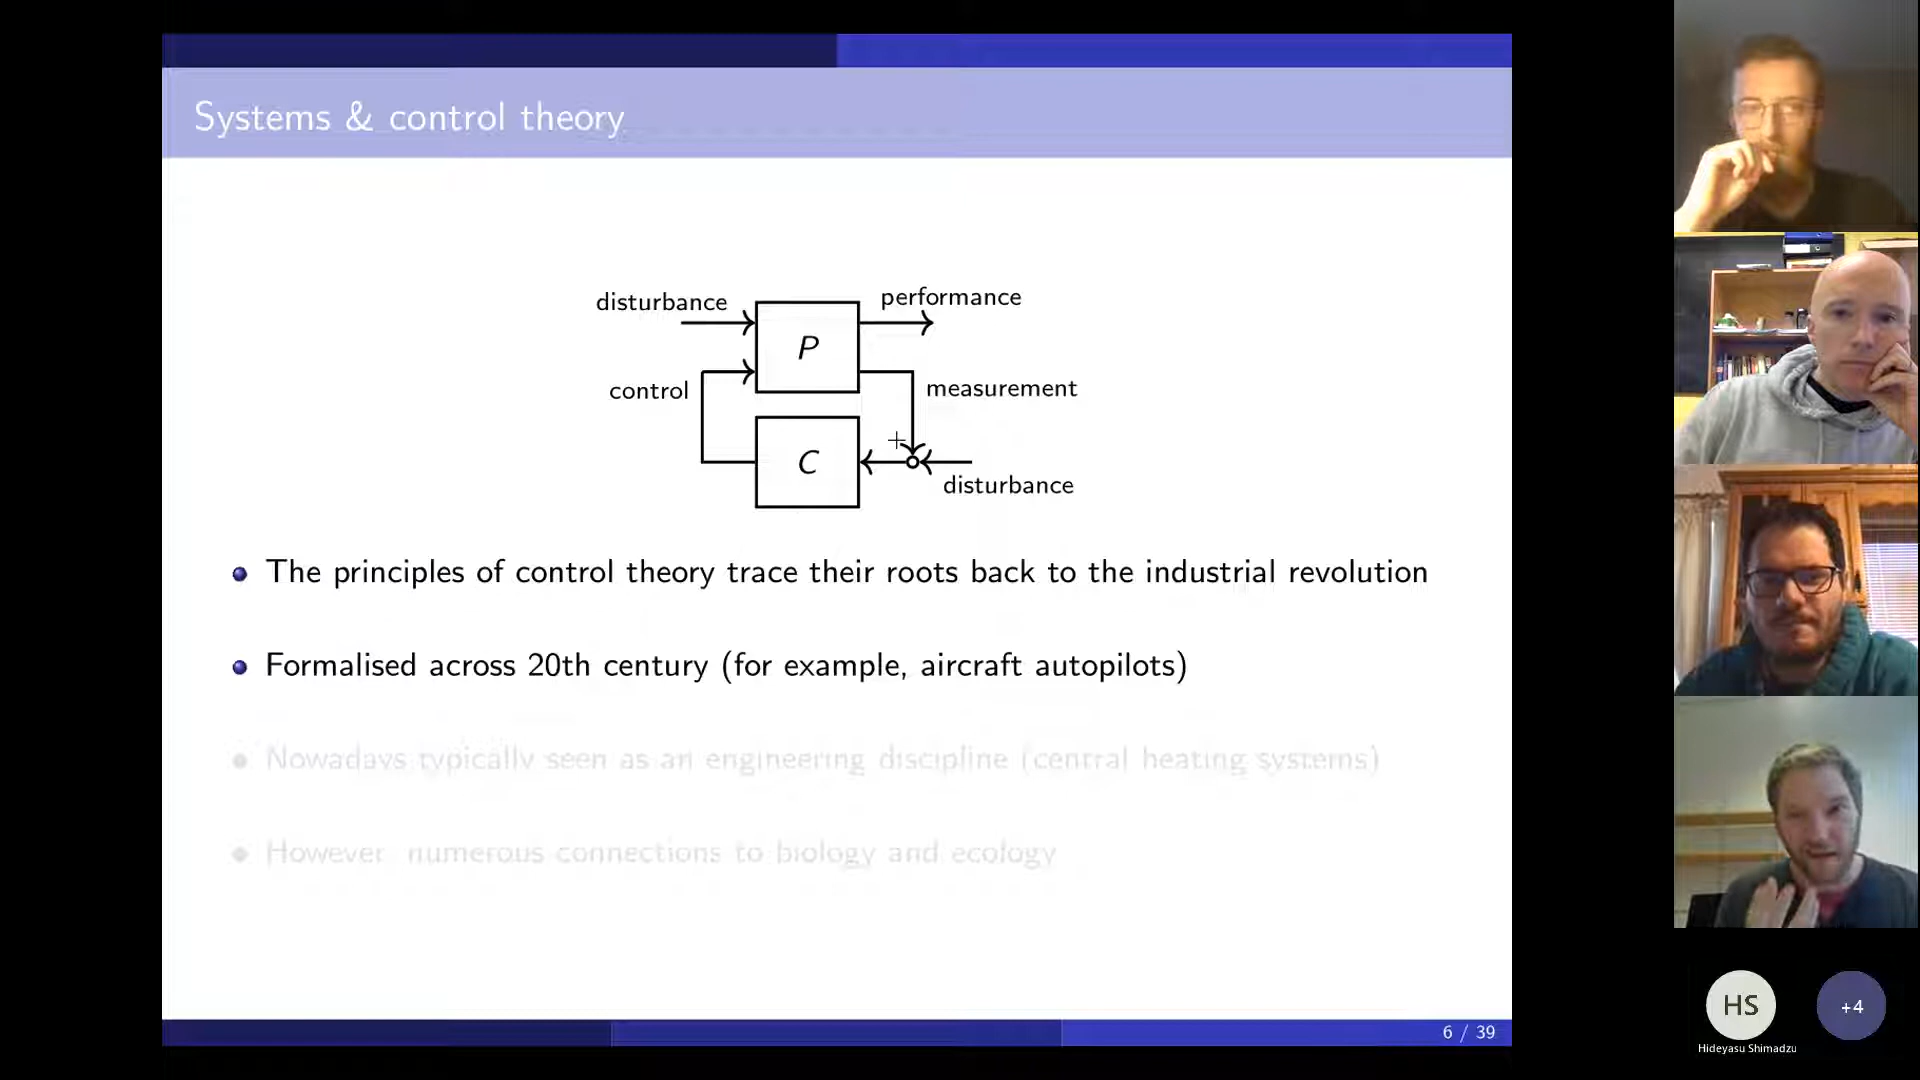 Systems & control theory
disturbance
performance
P
control
measurement
+
C
disturbance
The principles of control theory trace their roots back to the industrial revolution
Formalised across 20th century (for example, aircraft autopilots)
Nowadays typically seen as an engineering discipline (central heating systems)
However, numerous connections to biology and ecology
6 / 39
HS
+4
Hideyasu Shimadzu